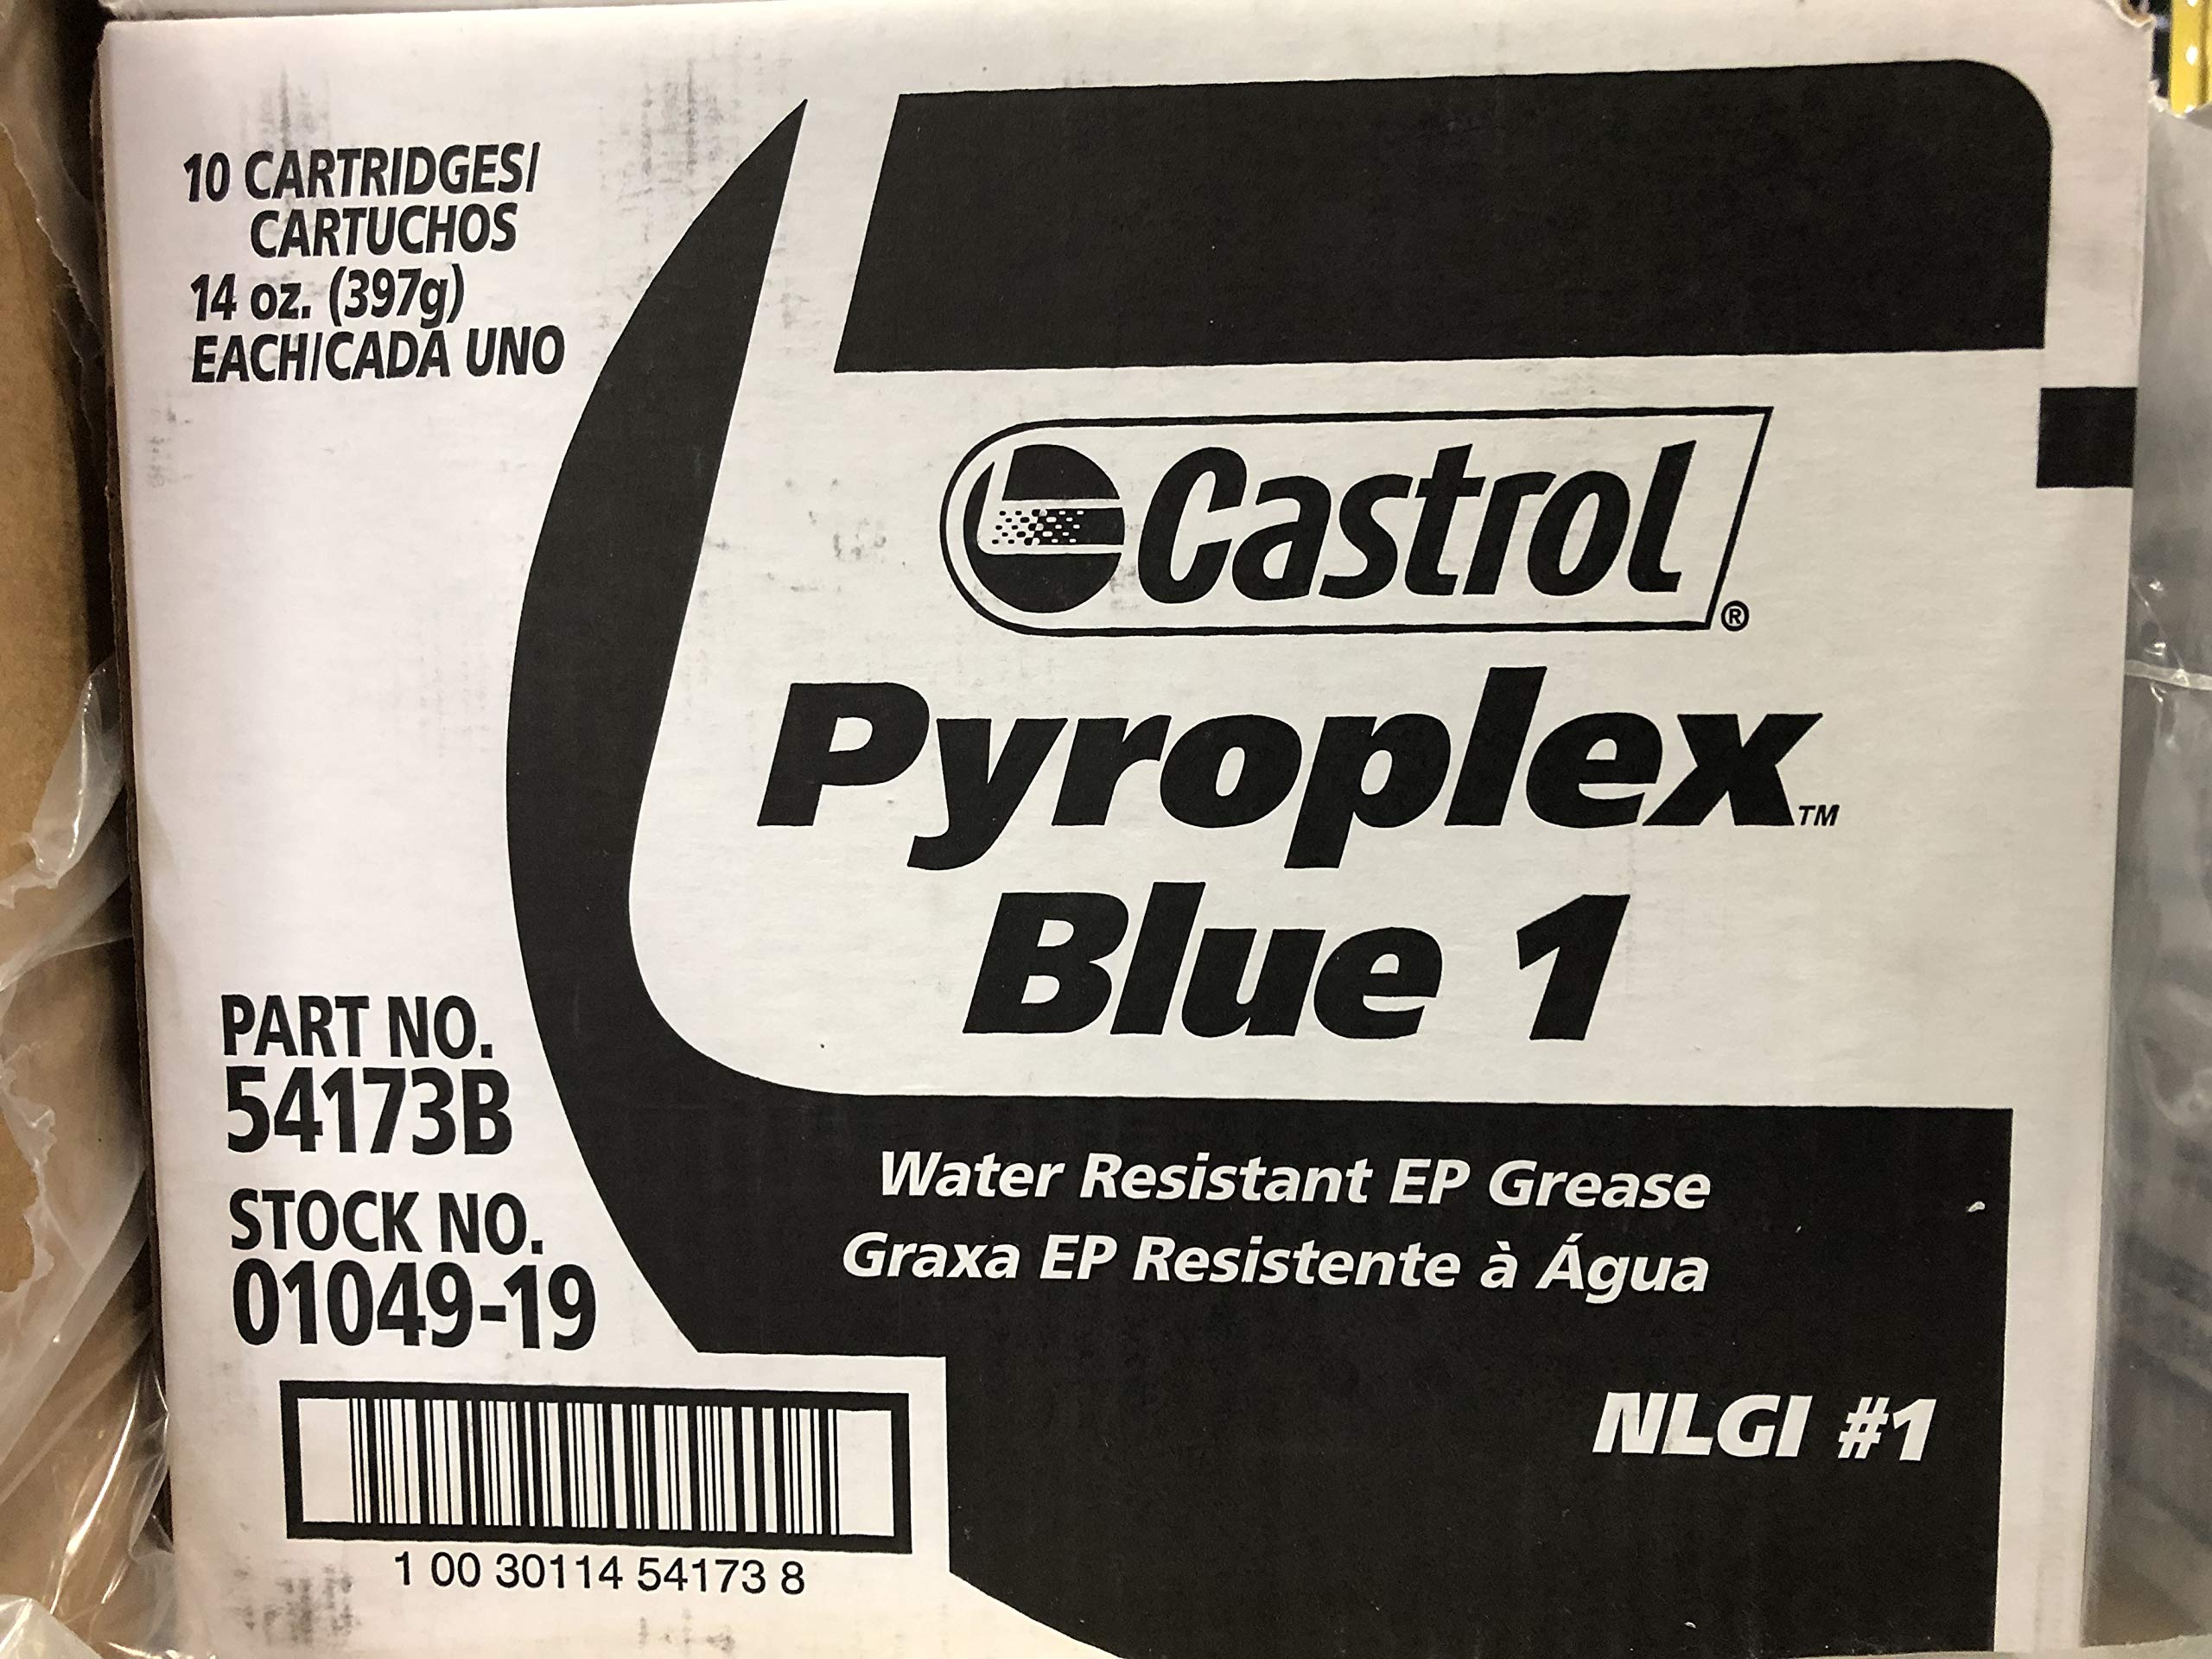 10 CARTRIDGES/
CARTUCHOS
14 oz. (397g)
EACH/CADA UNO
Castrol®
Pyroplex™
Blue 1
PART NO.
54173B
STOCK NO.
01049-19
Water Resistant EP Grease
Graxa EP Resistente à Água
NLGI #1
1 00 30114 54173 8